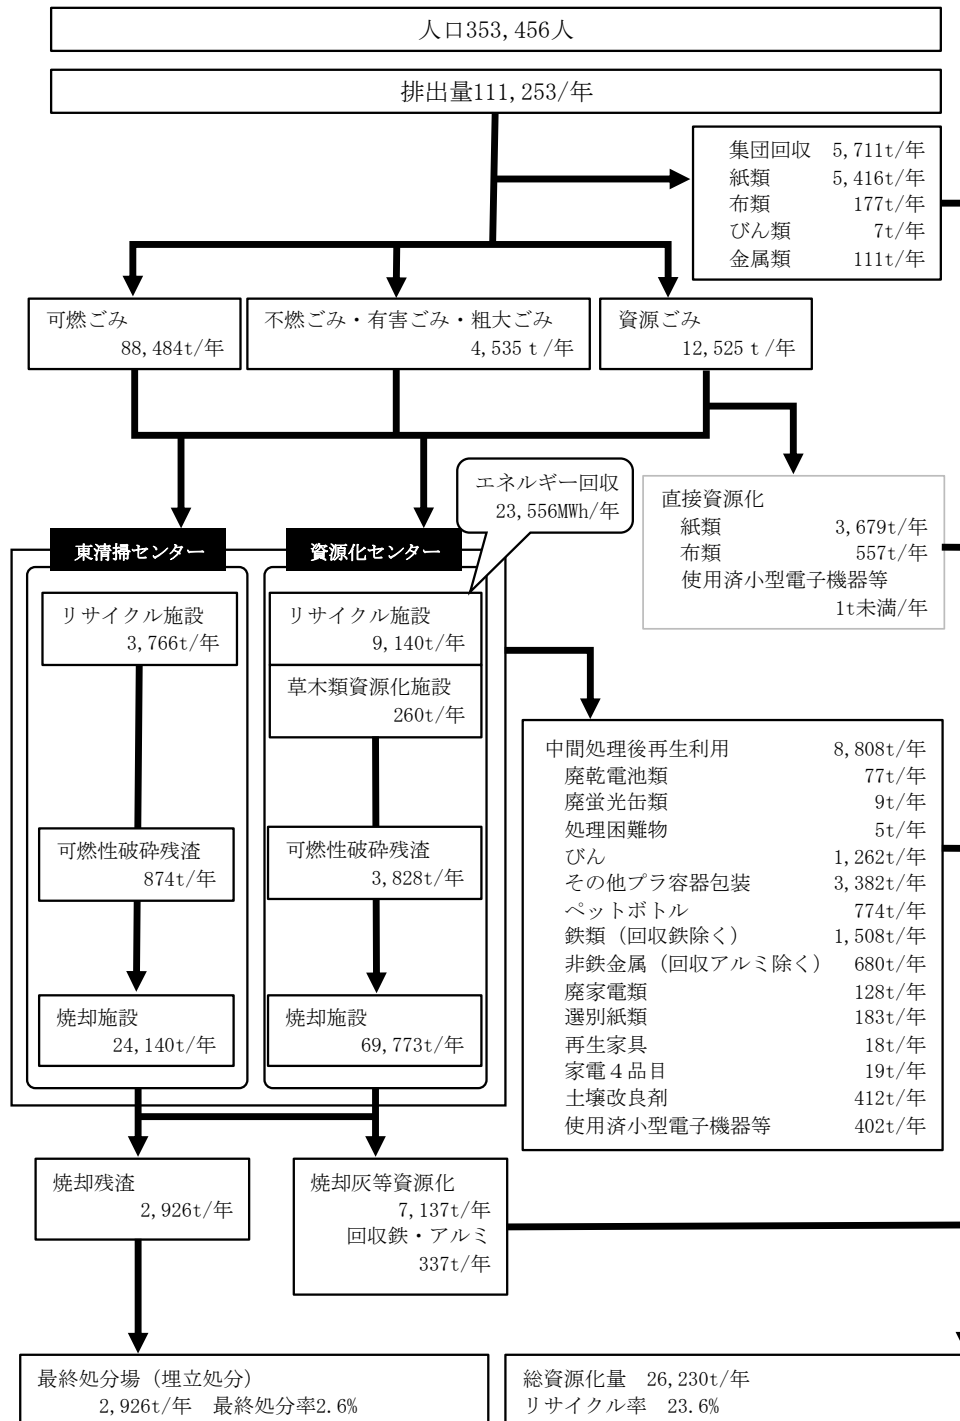 人口353,456人
排出量111,253/年
集団回収 5,711t/年
紙類 5,416t/年
布類 177t/年
びん類 7t/年
金属類 111t/年
可燃ごみ
88,484t/年
不燃ごみ・有害ごみ・粗大ごみ
4,535ｔ/年
資源ごみ
12,525ｔ/年
エネルギー回収
23,556MWh/年
直接資源化
紙類 3,679t/年
布類 557t/年
使用済小型電子機器等
1t未満/年
東清掃センター
資源化センター
リサイクル施設
3,766t/年
リサイクル施設
9,140t/年
草木類資源化施設
260t/年
可燃性破砕残渣
874t/年
可燃性破砕残渣
3,828t/年
焼却施設
24,140t/年
焼却施設
69,773t/年
中間処理後再生利用 8,808t/年
廃乾電池類 77t/年
廃蛍光缶類 9t/年
処理困難物 5t/年
びん 1,262t/年
その他プラ容器包装 3,382t/年
ペットボトル 774t/年
鉄類（回収鉄除く） 1,508t/年
非鉄金属（回収アルミ除く） 680t/年
廃家電類 128t/年
選別紙類 183t/年
再生家具 18t/年
家電４品目 19t/年
土壌改良剤 412t/年
使用済小型電子機器等 402t/年
焼却残渣
2,926t/年
焼却灰等資源化
7,137t/年
回収鉄・アルミ
337t/年
最終処分場（埋立処分）
2,926t/年 最終処分率2.6%
総資源化量 26,230t/年
リサイクル率 23.6%